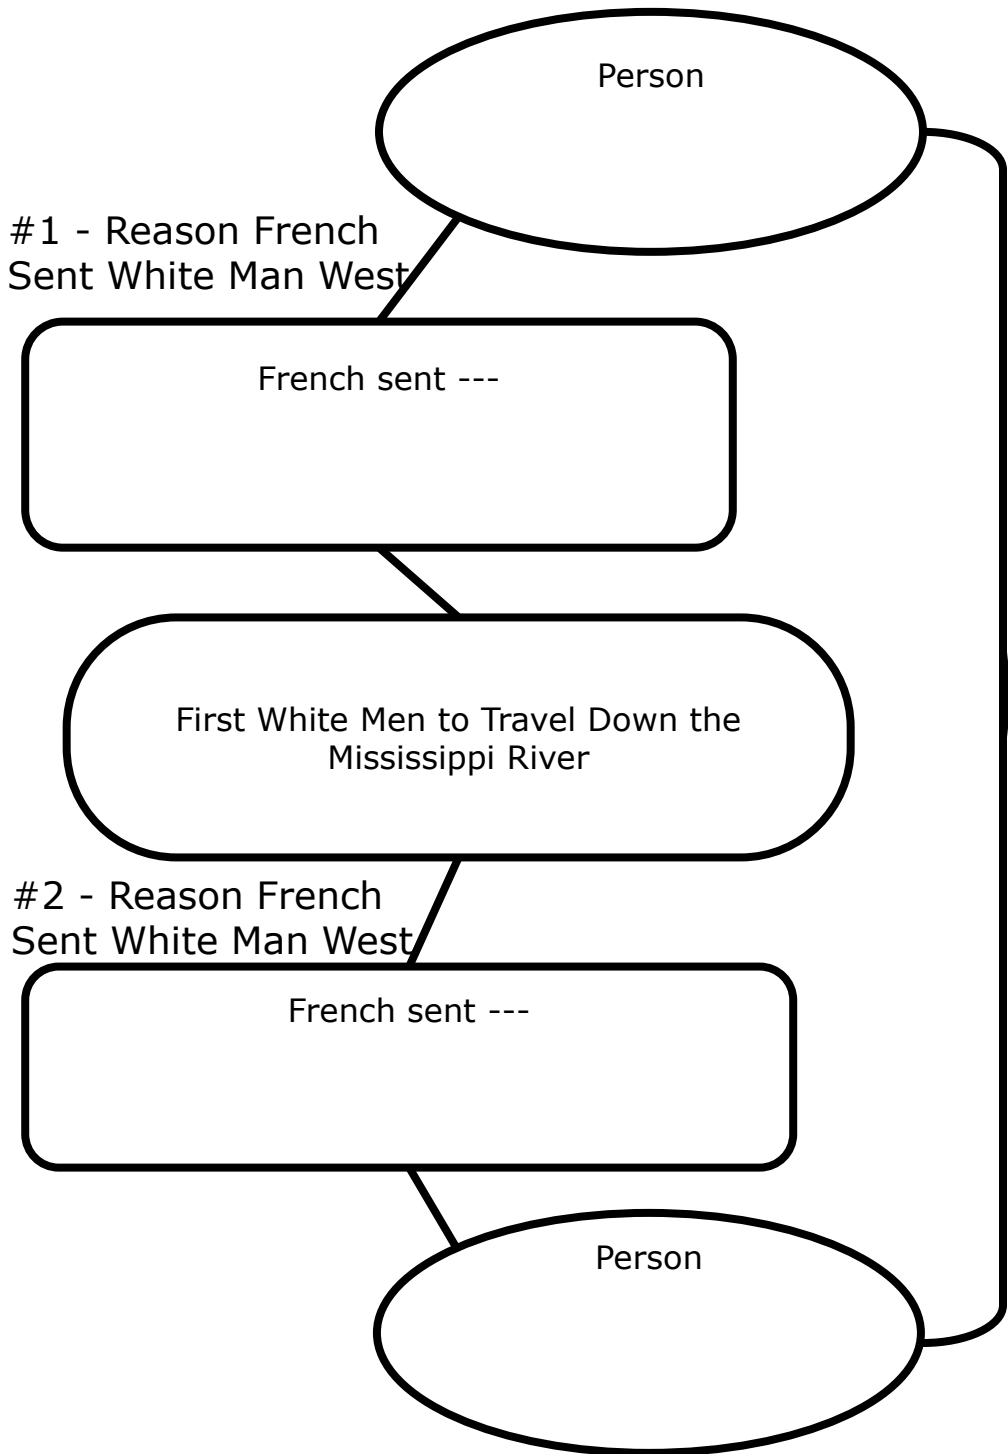 Person
#1 - Reason French
Sent White Man West
French sent ---
First White Men to Travel Down the
Mississippi River
#2 - Reason French
Sent White Man West
French sent ---
Person